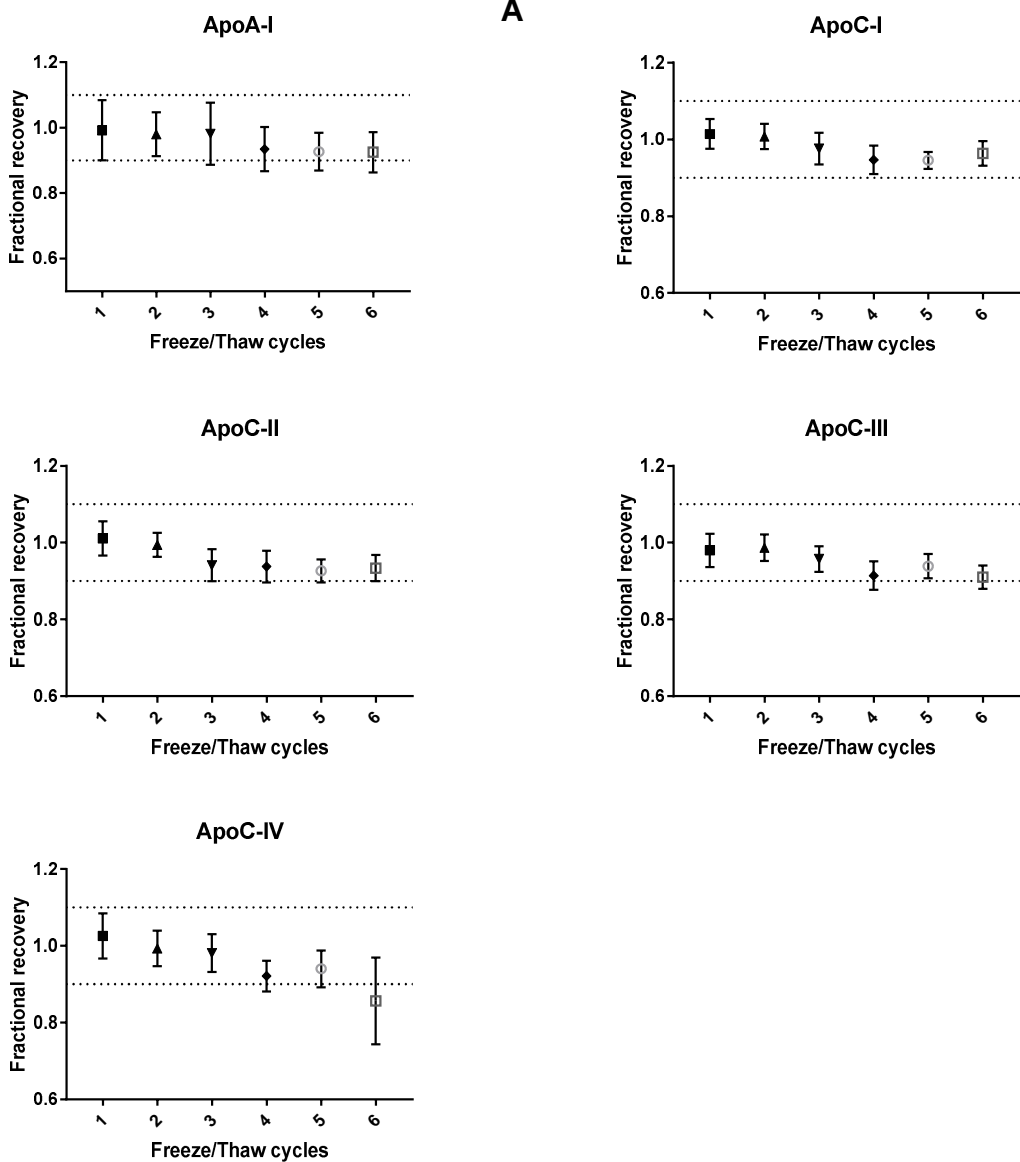 A
ApoA-I
Fractional recovery
1.2
1.0
0.8
0.6
1 2 3 4 5 6
Freeze/Thaw cycles
ApoC-I
Fractional recovery
1.2
1.0
0.8
0.6
1 2 3 4 5 6
Freeze/Thaw cycles
ApoC-II
Fractional recovery
1.2
1.0
0.8
0.6
1 2 3 4 5 6
Freeze/Thaw cycles
ApoC-III
Fractional recovery
1.2
1.0
0.8
0.6
1 2 3 4 5 6
Freeze/Thaw cycles
ApoC-IV
Fractional recovery
1.2
1.0
0.8
0.6
1 2 3 4 5 6
Freeze/Thaw cycles